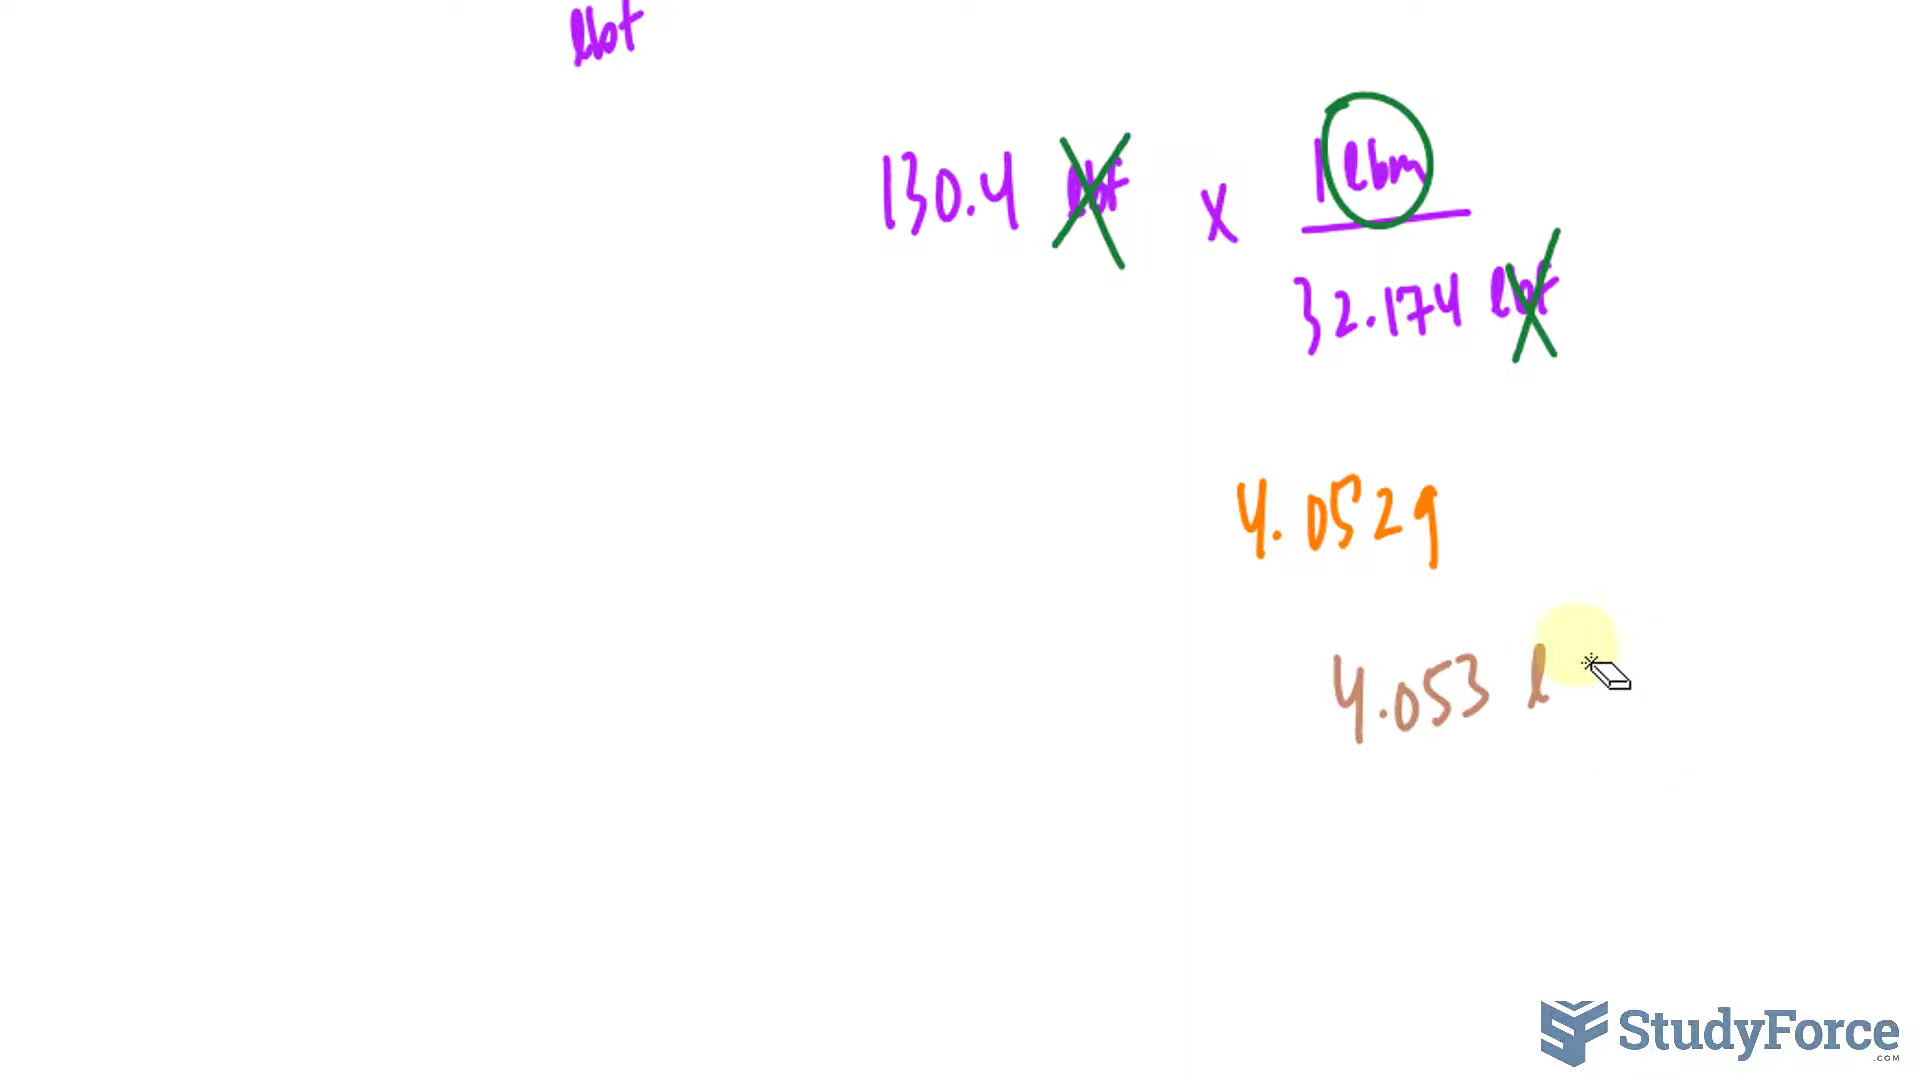 lbf
130.4 lbf x 1 lbm
32.174 lbf
4.0529
4.053 l
StudyForce
.COM